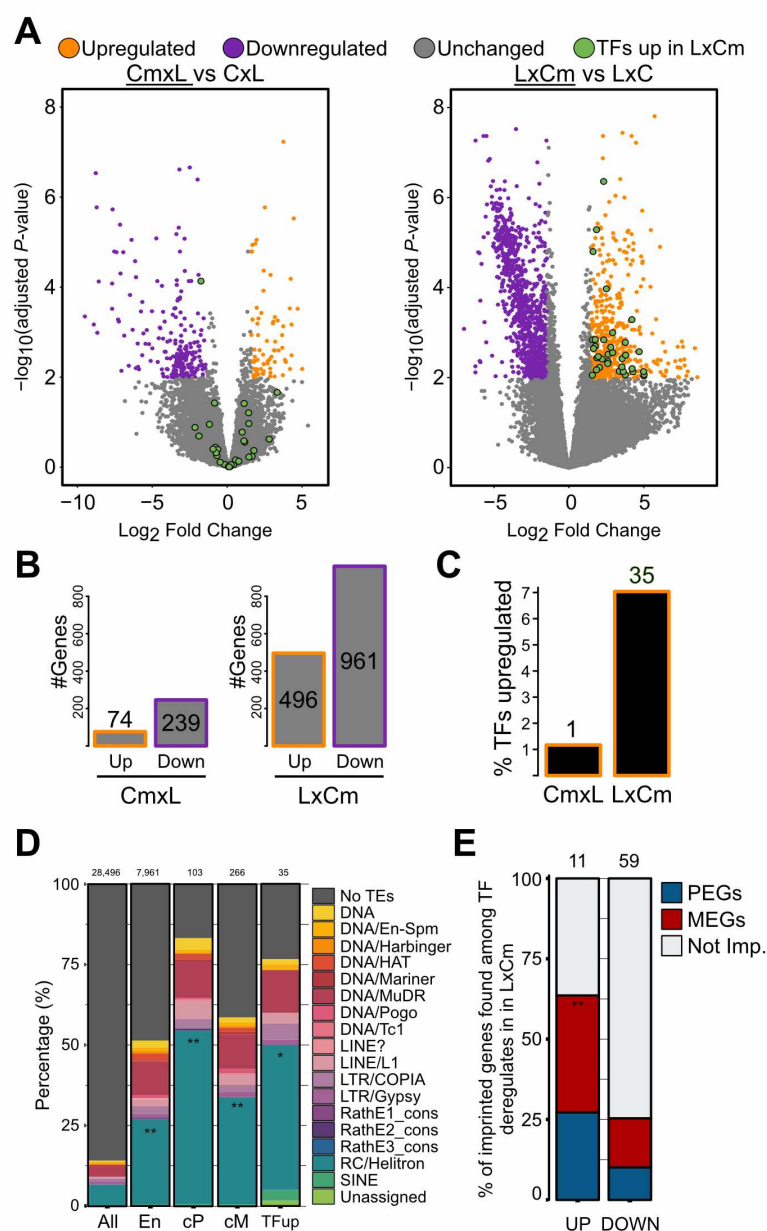 A
Upregulated Downregulated Unchanged TFs up in LxCm
CmxL vs CxL
LxCm vs LxC
−log10(adjusted P-value)
8
6
4
2
0
−10 −5 0 5
Log2 Fold Change
−log10(adjusted P-value)
8
6
4
2
0
−5 0 5
Log2 Fold Change
B
#Genes
800
600
400
200
74
239
Up Down
CmxL
#Genes
800
600
400
200
496
961
Up Down
LxCm
C
% TFs upregulated
7
6
5
4
3
2
1
1
35
CmxL LxCm
D
28,496 7,961 103 266 35
Percentage (%)
100
75
50
25
0
** ** ** *
All En cP cM TFup
No TEs
DNA
DNA/En-Spm
DNA/Harbinger
DNA/HAT
DNA/Mariner
DNA/MuDR
DNA/Pogo
DNA/Tc1
LINE?
LINE/L1
LTR/COPIA
LTR/Gypsy
RathE1_cons
RathE2_cons
RathE3_cons
RC/Helitron
SINE
Unassigned
E
% of imprinted genes found among TF
deregulates in in LxCm
11 59
100
75
50
25
0
**
UP DOWN
PEGs
MEGs
Not Imp.